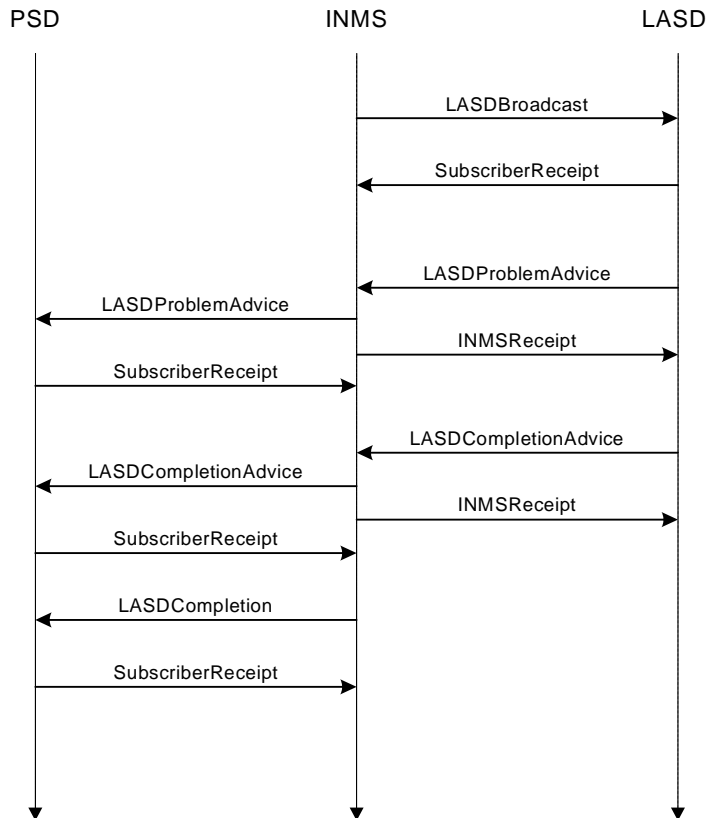 PSD INMS LASD
LASDBroadcast
SubscriberReceipt
LASDProblemAdvice
LASDProblemAdvice
INMSReceipt
SubscriberReceipt
LASDCompletionAdvice
LASDCompletionAdvice
INMSReceipt
SubscriberReceipt
LASDCompletion
SubscriberReceipt